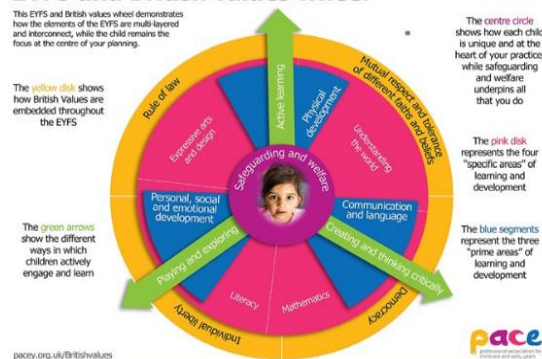 This EYFS and British values wheel demonstrates
how the elements of the EYFS are multi-layered
and interconnect, while the child remains the
focus at the centre of your planning.
The yellow disk shows
how British Values are
embedded throughout
the EYFS
The green arrows
show the different
ways in which
children actively
engage and learn
pacey.org.uk/Britishvalues
Rule of law
Mutual respect and tolerance
of different faiths and beliefs
Individual liberty
Democracy
Active learning
Playing and exploring
Creating and thinking critically
Expressive arts
and design
Physical
development
Understanding
the world
Personal, social
and emotional
development
Communication
and language
Literacy
Mathematics
Safeguarding and welfare
The centre circle
shows how each child
is unique and at the
heart of your practice
while safeguarding
and welfare
underpins all
that you do
The pink disk
represents the four
"specific areas" of
learning and
development
The blue segments
represent the three
"prime areas" of
learning and
development
pace
professional association for
childcare and early years